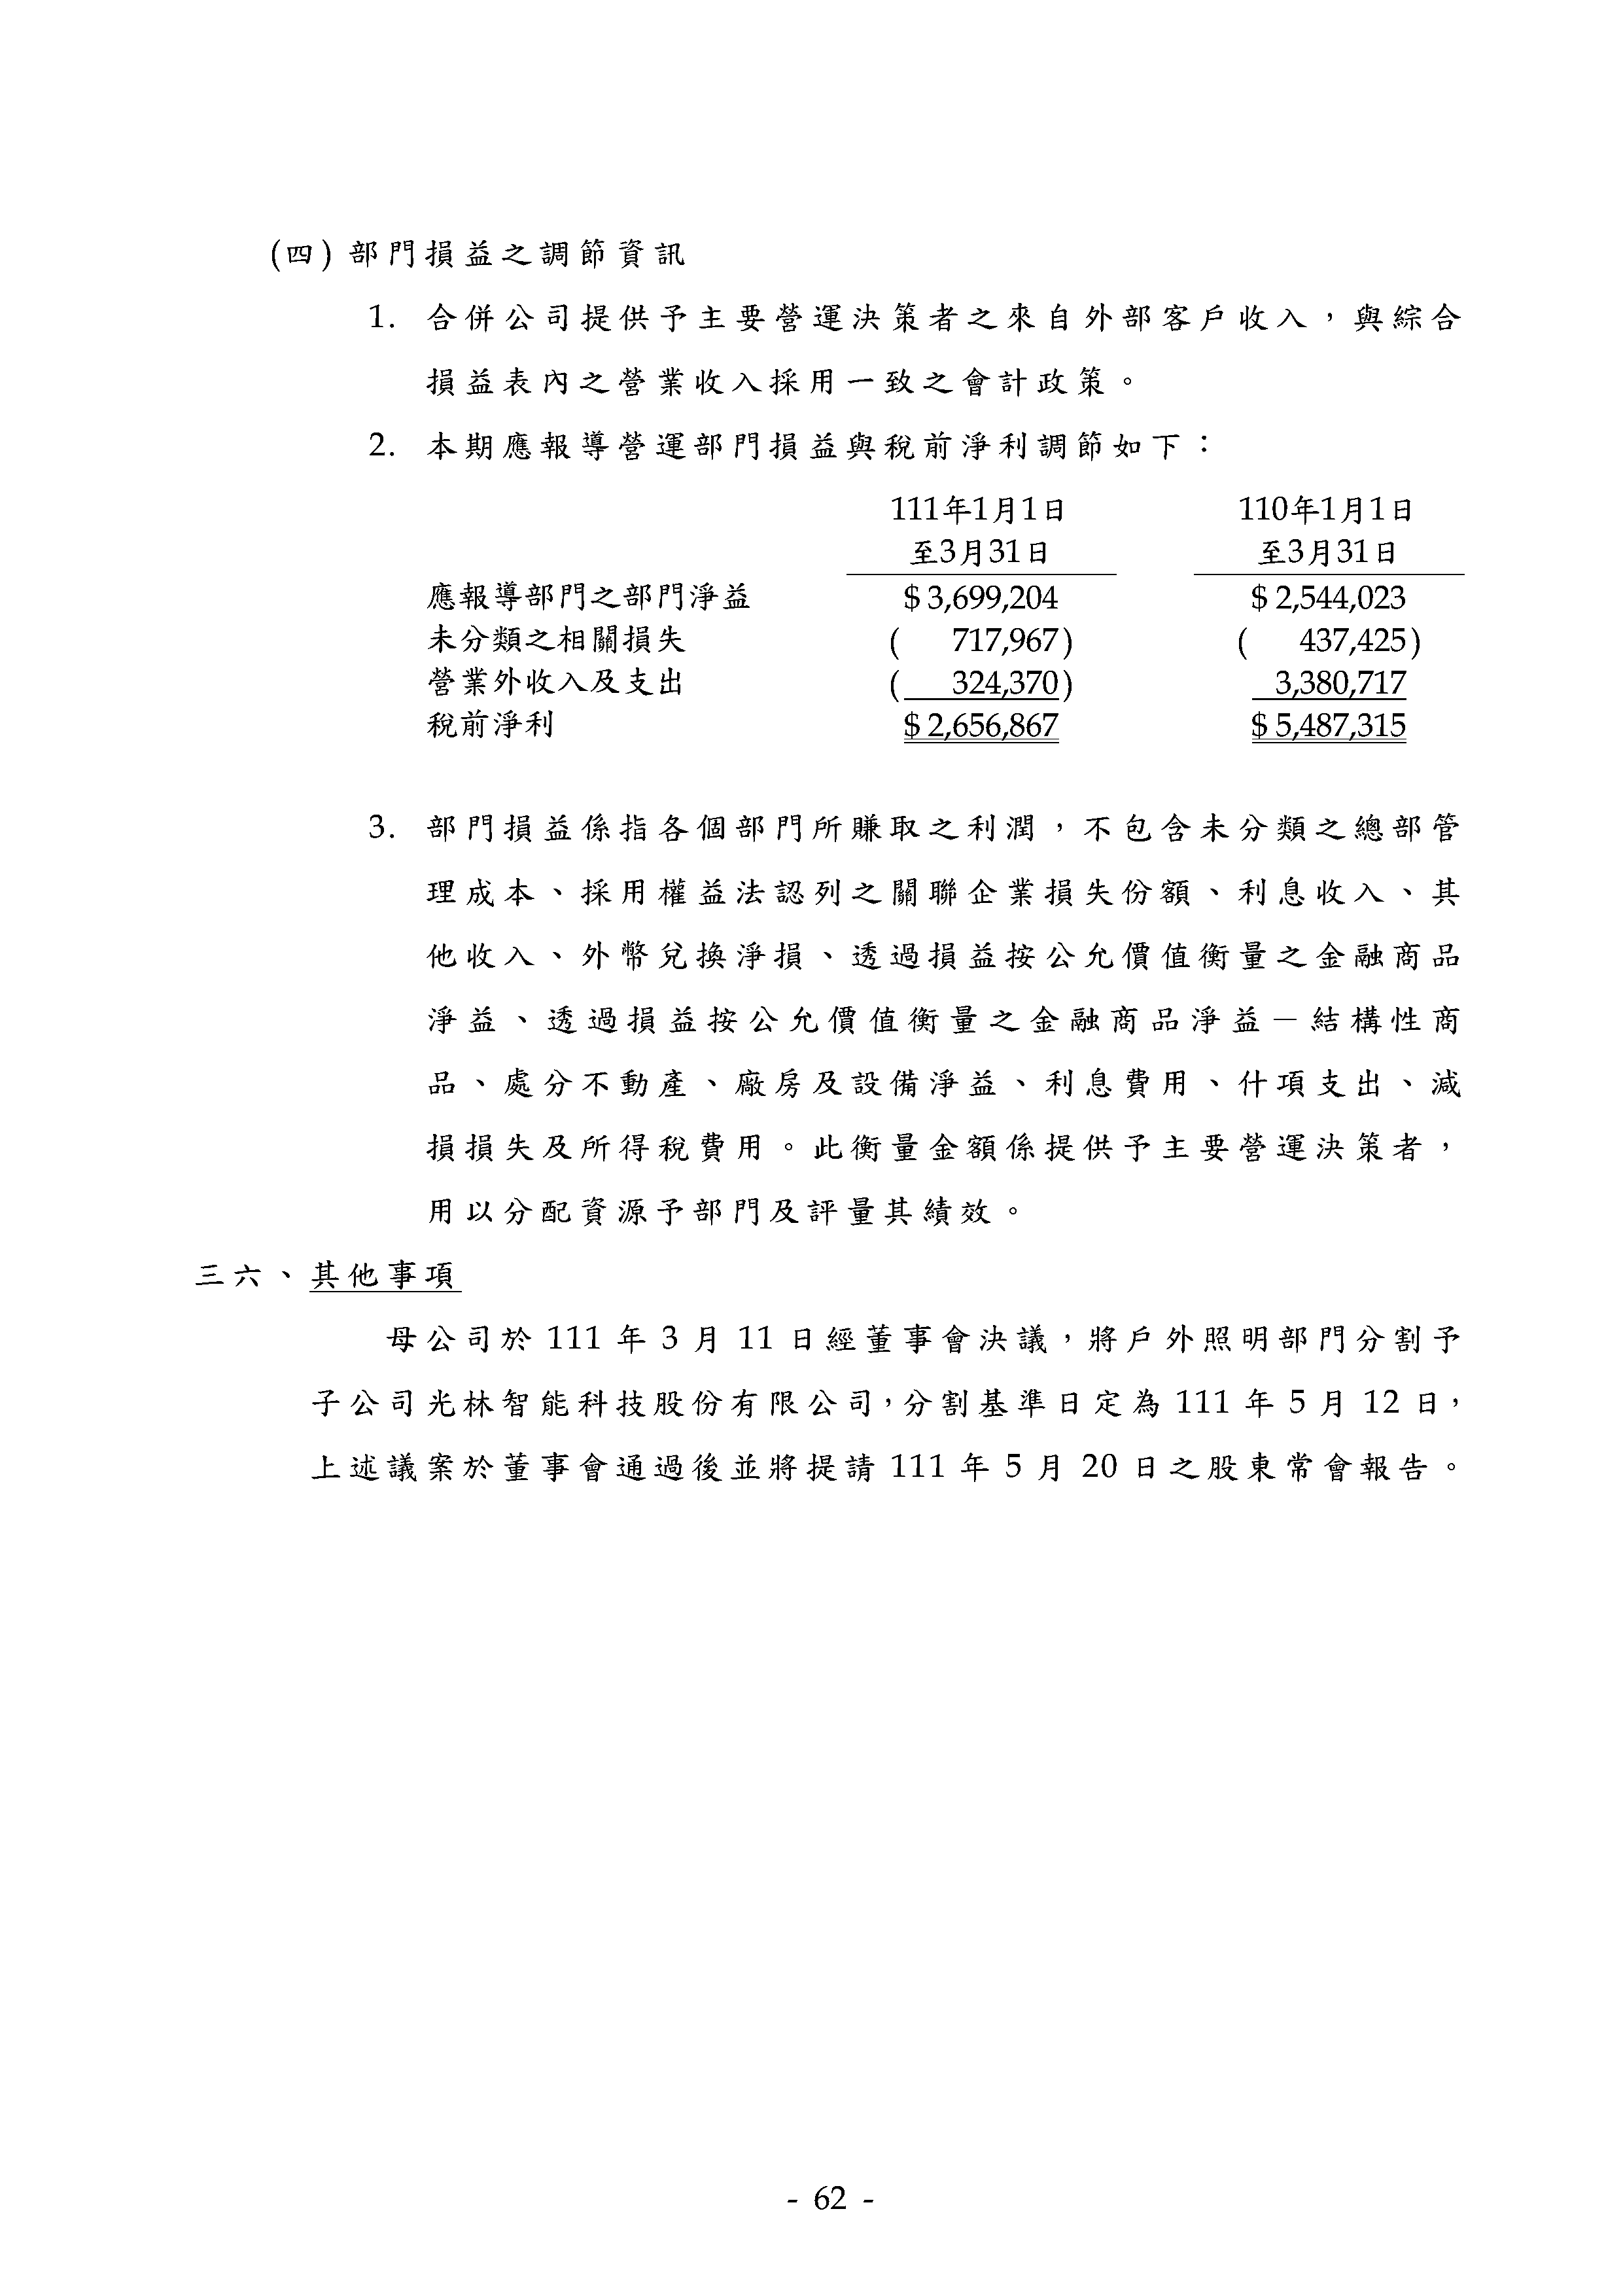 (四) 部門損益之調節資訊
1. 合併公司提供予主要營運決策者之來自外部客戶收入，與綜合
損益表內之營業收入採用一致之會計政策。
2. 本期應報導營運部門損益與稅前淨利調節如下：
111年1月1日 110年1月1日
至3月31日 至3月31日
應報導部門之部門淨益 $ 3,699,204 $ 2,544,023
未分類之相關損失 ( 717,967) ( 437,425)
營業外收入及支出 ( 324,370) 3,380,717
稅前淨利 $ 2,656,867 $ 5,487,315
3. 部門損益係指各個部門所賺取之利潤，不包含未分類之總部管
理成本、採用權益法認列之關聯企業損失份額、利息收入、其
他收入、外幣兌換淨損、透過損益按公允價值衡量之金融商品
淨益、透過損益按公允價值衡量之金融商品淨益－結構性商
品、處分不動產、廠房及設備淨益、利息費用、什項支出、減
損損失及所得稅費用。此衡量金額係提供予主要營運決策者，
用以分配資源予部門及評量其績效。
三六、其他事項
母公司於 111 年 3 月 11 日經董事會決議，將戶外照明部門分割予
子公司光林智能科技股份有限公司，分割基準日定為 111 年 5 月 12 日，
上述議案於董事會通過後並將提請 111 年 5 月 20 日之股東常會報告。
- 62 -